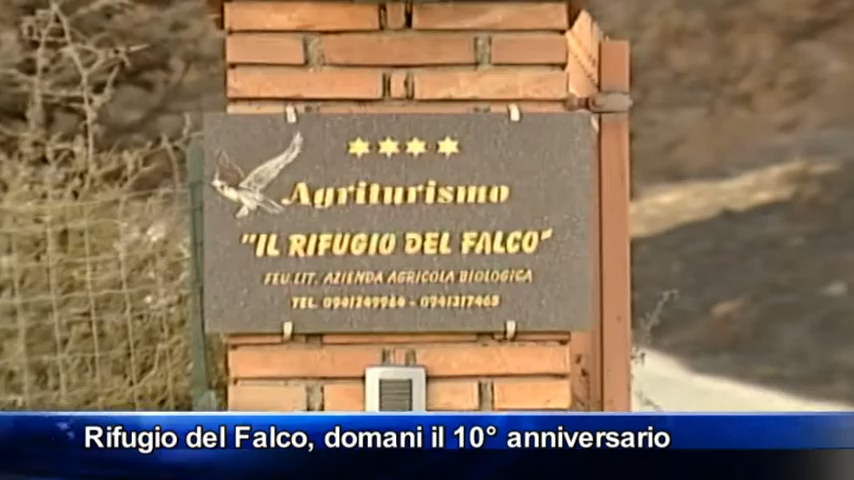 Agriturismo
"IL RIFUGIO DEL FALCO"
FEU.LIT. AZIENDA AGRICOLA BIOLOGICA
TEL. 0941249964 - 0941317465
Rifugio del Falco, domani il 10° anniversario